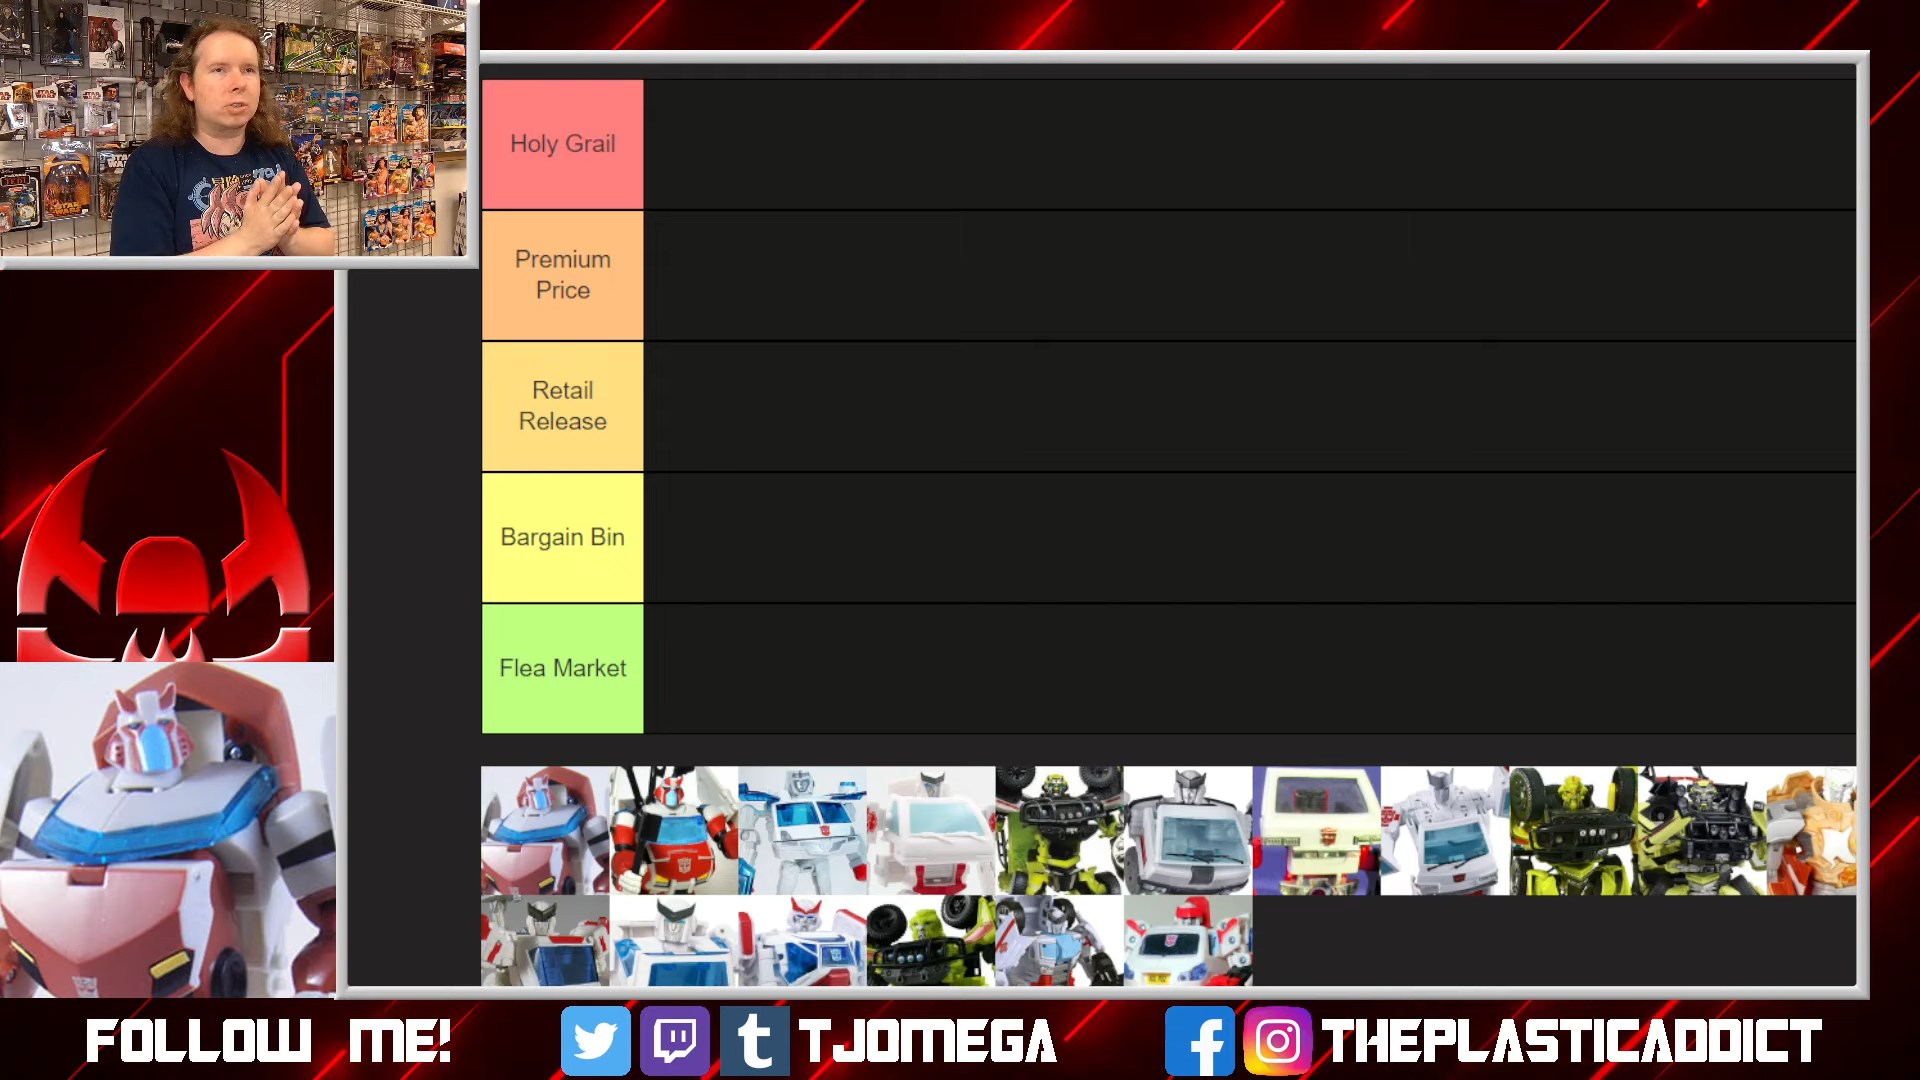 Holy Grail
Premium
Price
Retail
Release
Bargain Bin
Flea Market
FOLLOW ME!
TJOMEGA
THEPLASTICADDICT